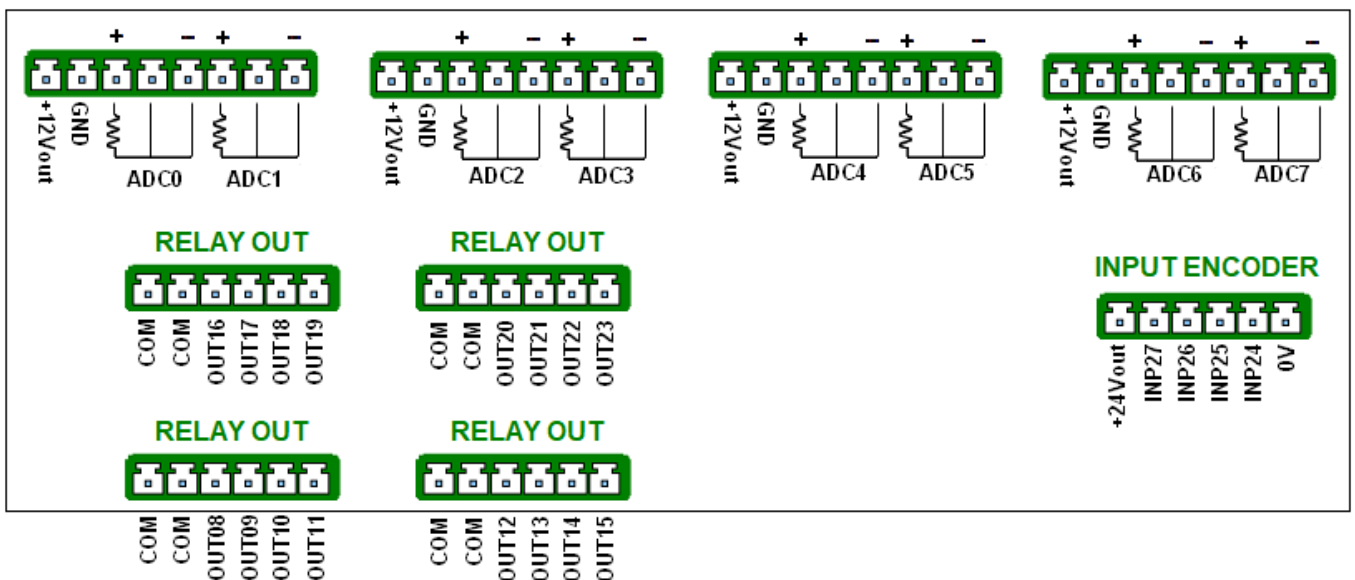 + − + −
+ − + −
+ − + −
+ − + −
+12Vout GND ADC0 ADC1
+12Vout GND ADC2 ADC3
+12Vout GND ADC4 ADC5
+12Vout GND ADC6 ADC7
RELAY OUT
COM COM OUT16 OUT17 OUT18 OUT19
RELAY OUT
COM COM OUT20 OUT21 OUT22 OUT23
INPUT ENCODER
+24Vout INP27 INP26 INP25 INP24 0V
RELAY OUT
COM COM OUT08 OUT09 OUT10 OUT11
RELAY OUT
COM COM OUT12 OUT13 OUT14 OUT15